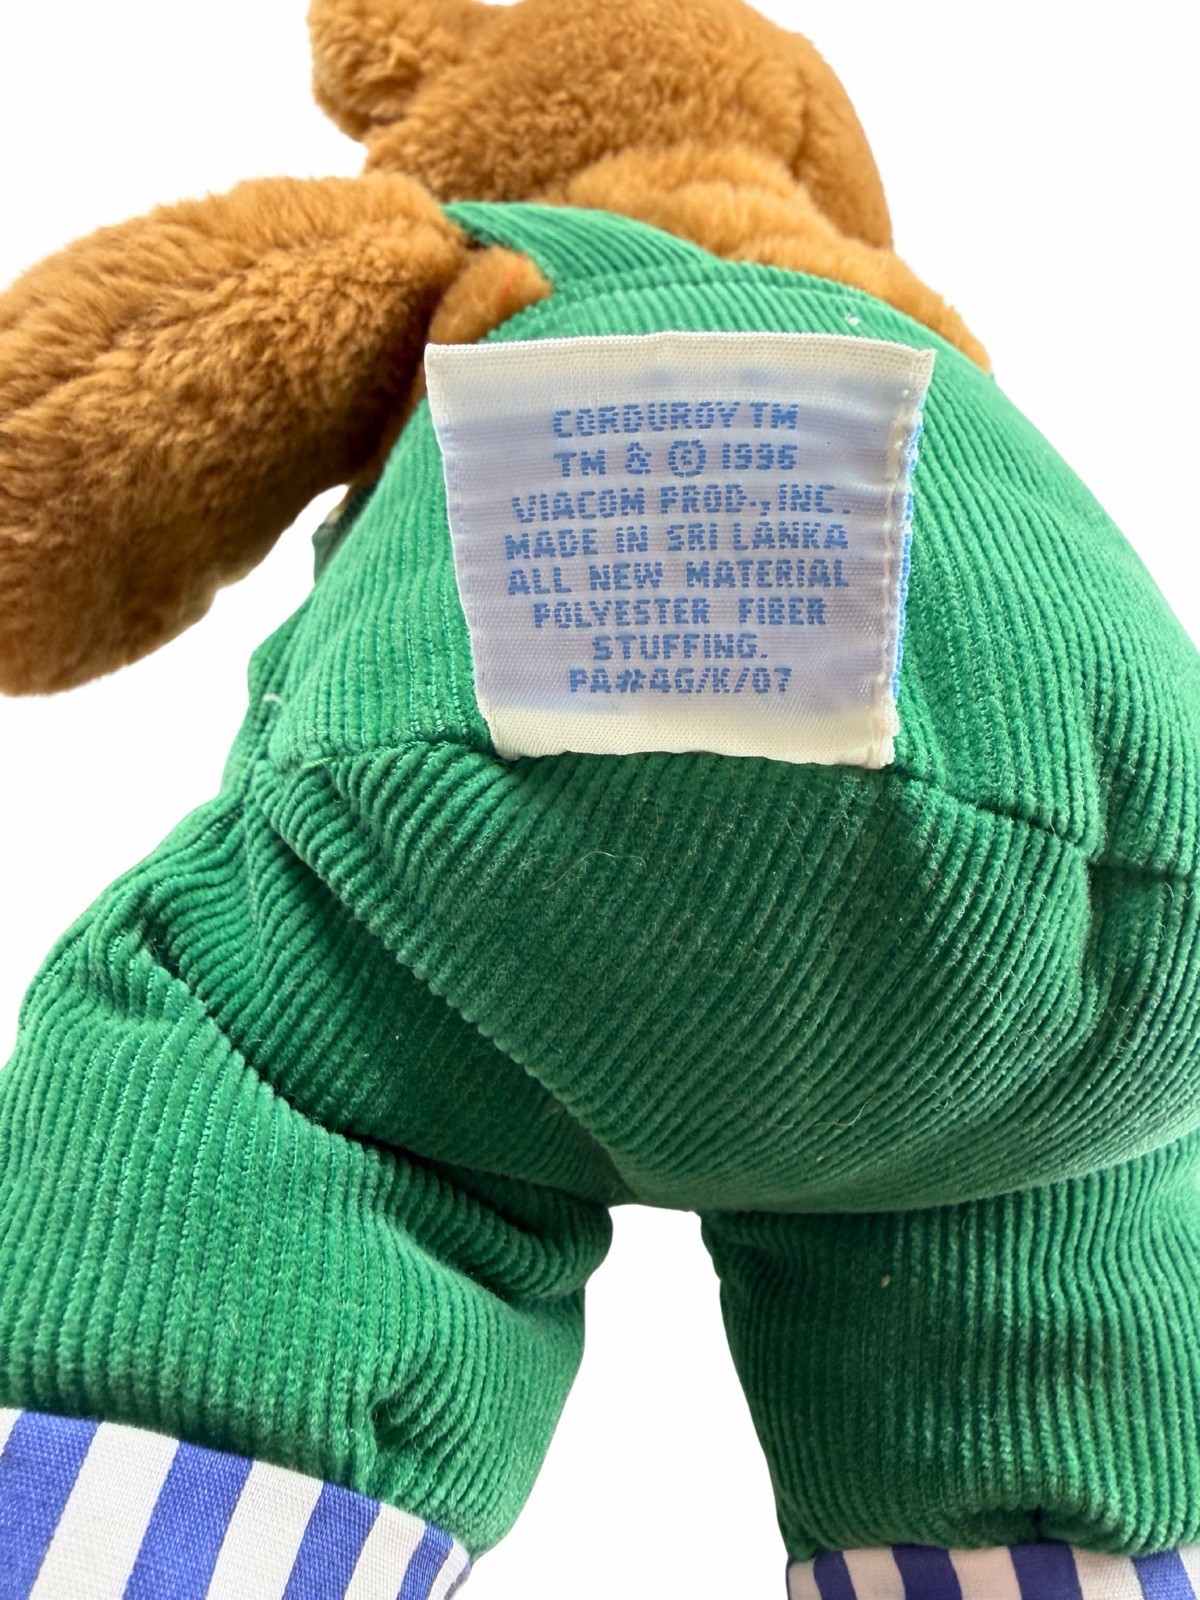 CORDUROY TM
TM & © 1996
VIACOM PROD., INC.
MADE IN SRI LANKA
ALL NEW MATERIAL
POLYESTER FIBER
STUFFING.
PA#4G/K/07